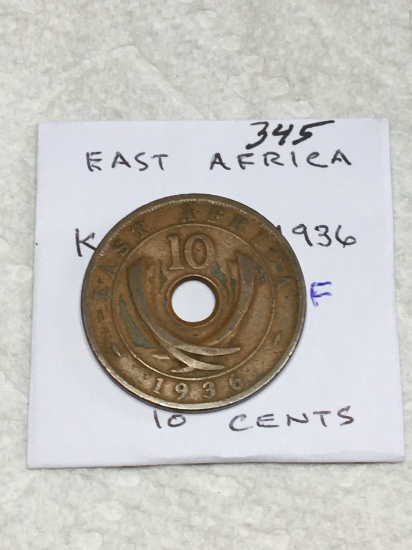 345
EAST AFRICA
K 1936
EAST AFRICA
10
1936
F
10 CENTS